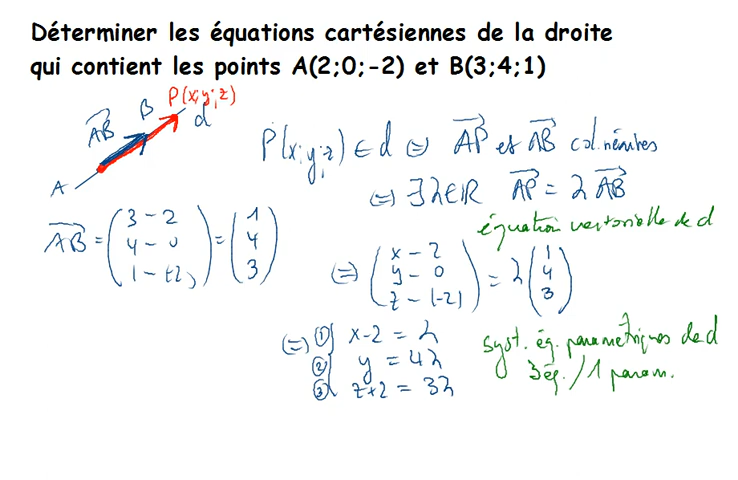 Déterminer les équations cartésiennes de la droite
qui contient les points A(2;0;-2) et B(3;4;1)
P(x;y;z)
B
d
AB
A
P(x;y;z) ∈ d ⇔ AP et AB colinéaires
⇔ ∃λ∈ℝ AP = λ AB
équation vectorielle de d
AB = (3-2 4-0 1-(-2)) = (1 4 3)
⇔ (x-2 y-0 z-(-2)) = λ (1 4 3)
⇔ ① x-2 = λ
② y = 4λ
③ z+2 = 3λ
syst. éq. paramétriques de d
3 éq. / 1 param.